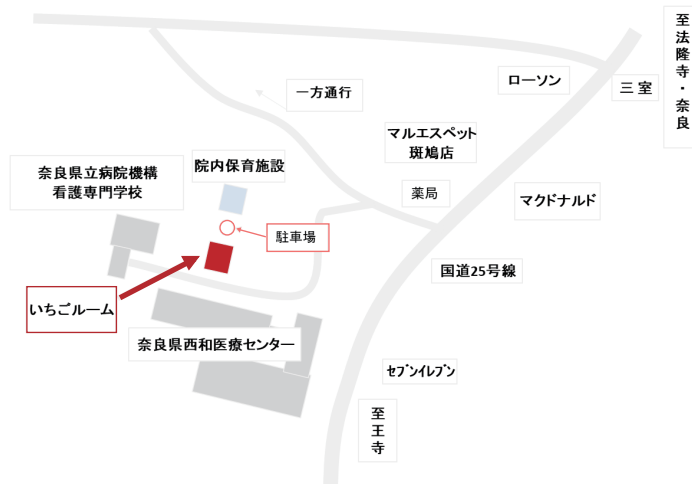 至法隆寺・奈良
ローソン
三室
一方通行
マルエスペット
斑鳩店
院内保育施設
奈良県立病院機構
看護専門学校
薬局
マクドナルド
駐車場
国道25号線
いちごルーム
奈良県西和医療センター
ｾﾌﾞﾝｲﾚﾌﾞﾝ
至王寺